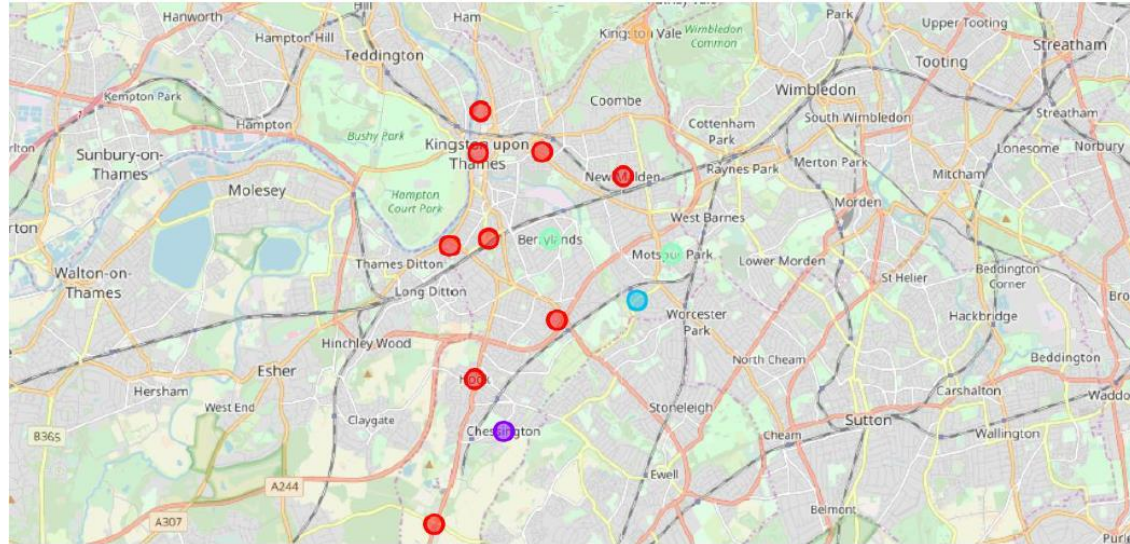 Hanworth
Hill
Ham
Park
Upper Tooting
Hampton Hill
Kingston Vale
Wimbledon
Common
Streatham
Teddington
Tooting
Kempton Park
Coombe
Wimbledon
Hampton
Bushy Park
Cottenham
Park
South Wimbledon
Streatham
Sunbury-on-
Thames
Kingston upon
Thames
Lonesome
Norbury
Molesey
Hampton
Court Park
New Malden
Raynes Park
Merton Park
Mitcham
West Barnes
Morden
Walton-on-
Thames
Thames Ditton
Berrylands
Motspur Park
Lower Morden
St Helier
Beddington
Corner
Long Ditton
Worcester
Park
Hackbridge
Hinchley Wood
Esher
Hook
North Cheam
Beddington
Hersham
West End
Claygate
Stoneleigh
Carshalton
B365
Chessington
Cheam
Sutton
Wallington
A244
Ewell
A307
Belmont